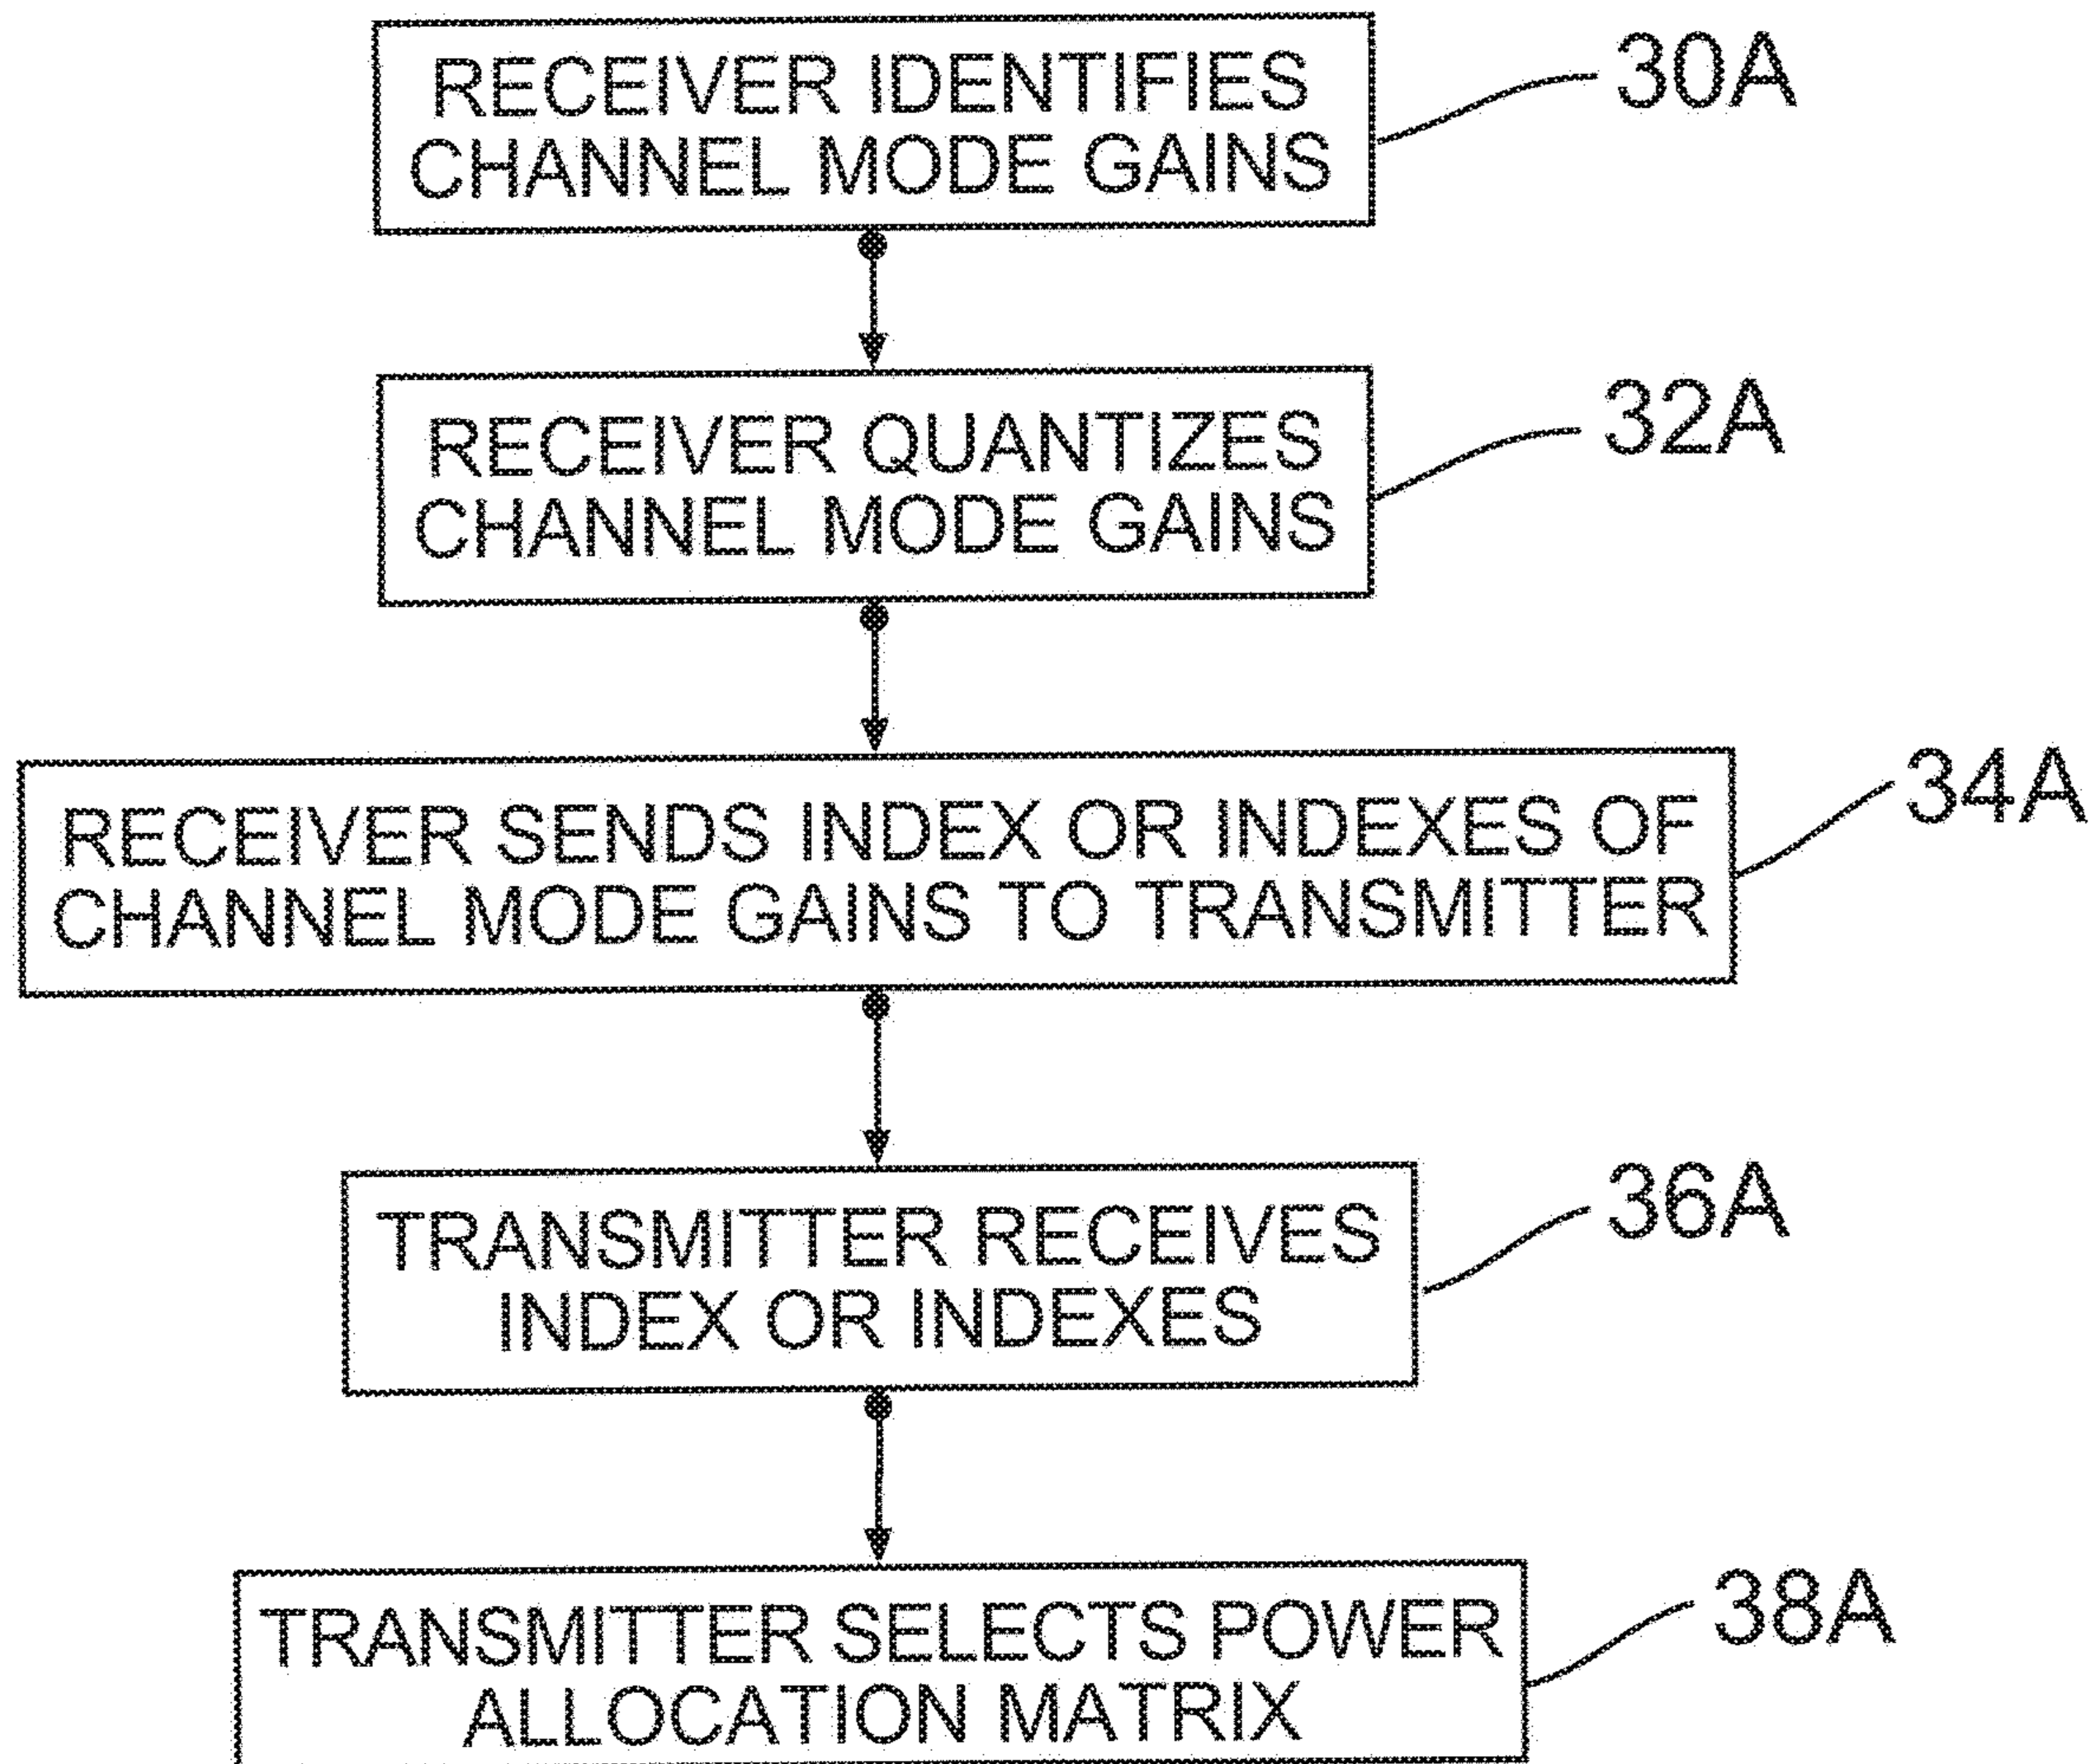 RECEIVER IDENTIFIES
CHANNEL MODE GAINS
30A
RECEIVER QUANTIZES
CHANNEL MODE GAINS
32A
RECEIVER SENDS INDEX OR INDEXES OF
CHANNEL MODE GAINS TO TRANSMITTER
34A
TRANSMITTER RECEIVES
INDEX OR INDEXES
36A
TRANSMITTER SELECTS POWER
ALLOCATION MATRIX
38A